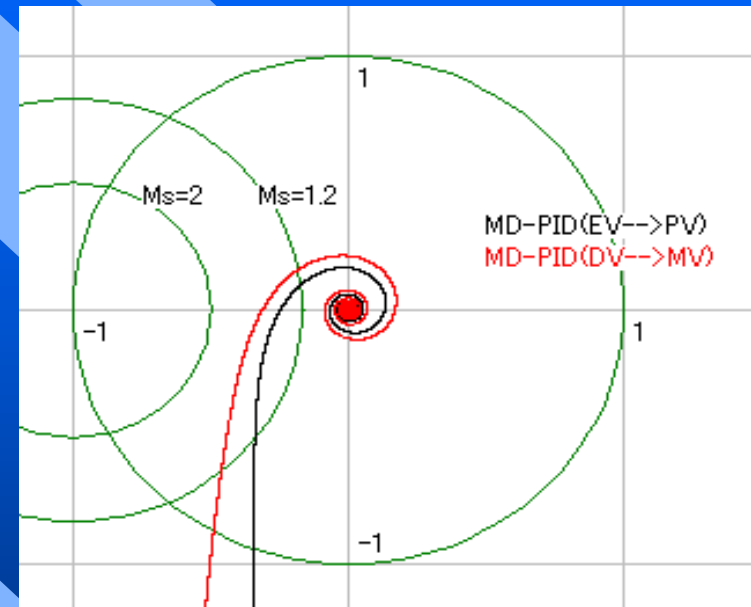 1
Ms=2
Ms=1.2
MD-PID(EV-->PV)
MD-PID(DV-->MV)
-1
1
-1